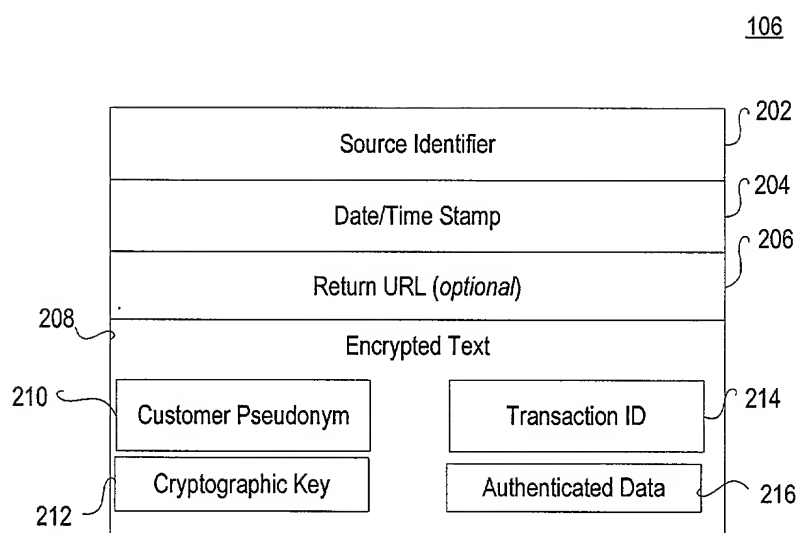 106
202
Source Identifier
204
Date/Time Stamp
206
Return URL (optional)
208
Encrypted Text
210
Customer Pseudonym
Transaction ID
214
Cryptographic Key
Authenticated Data
216
212